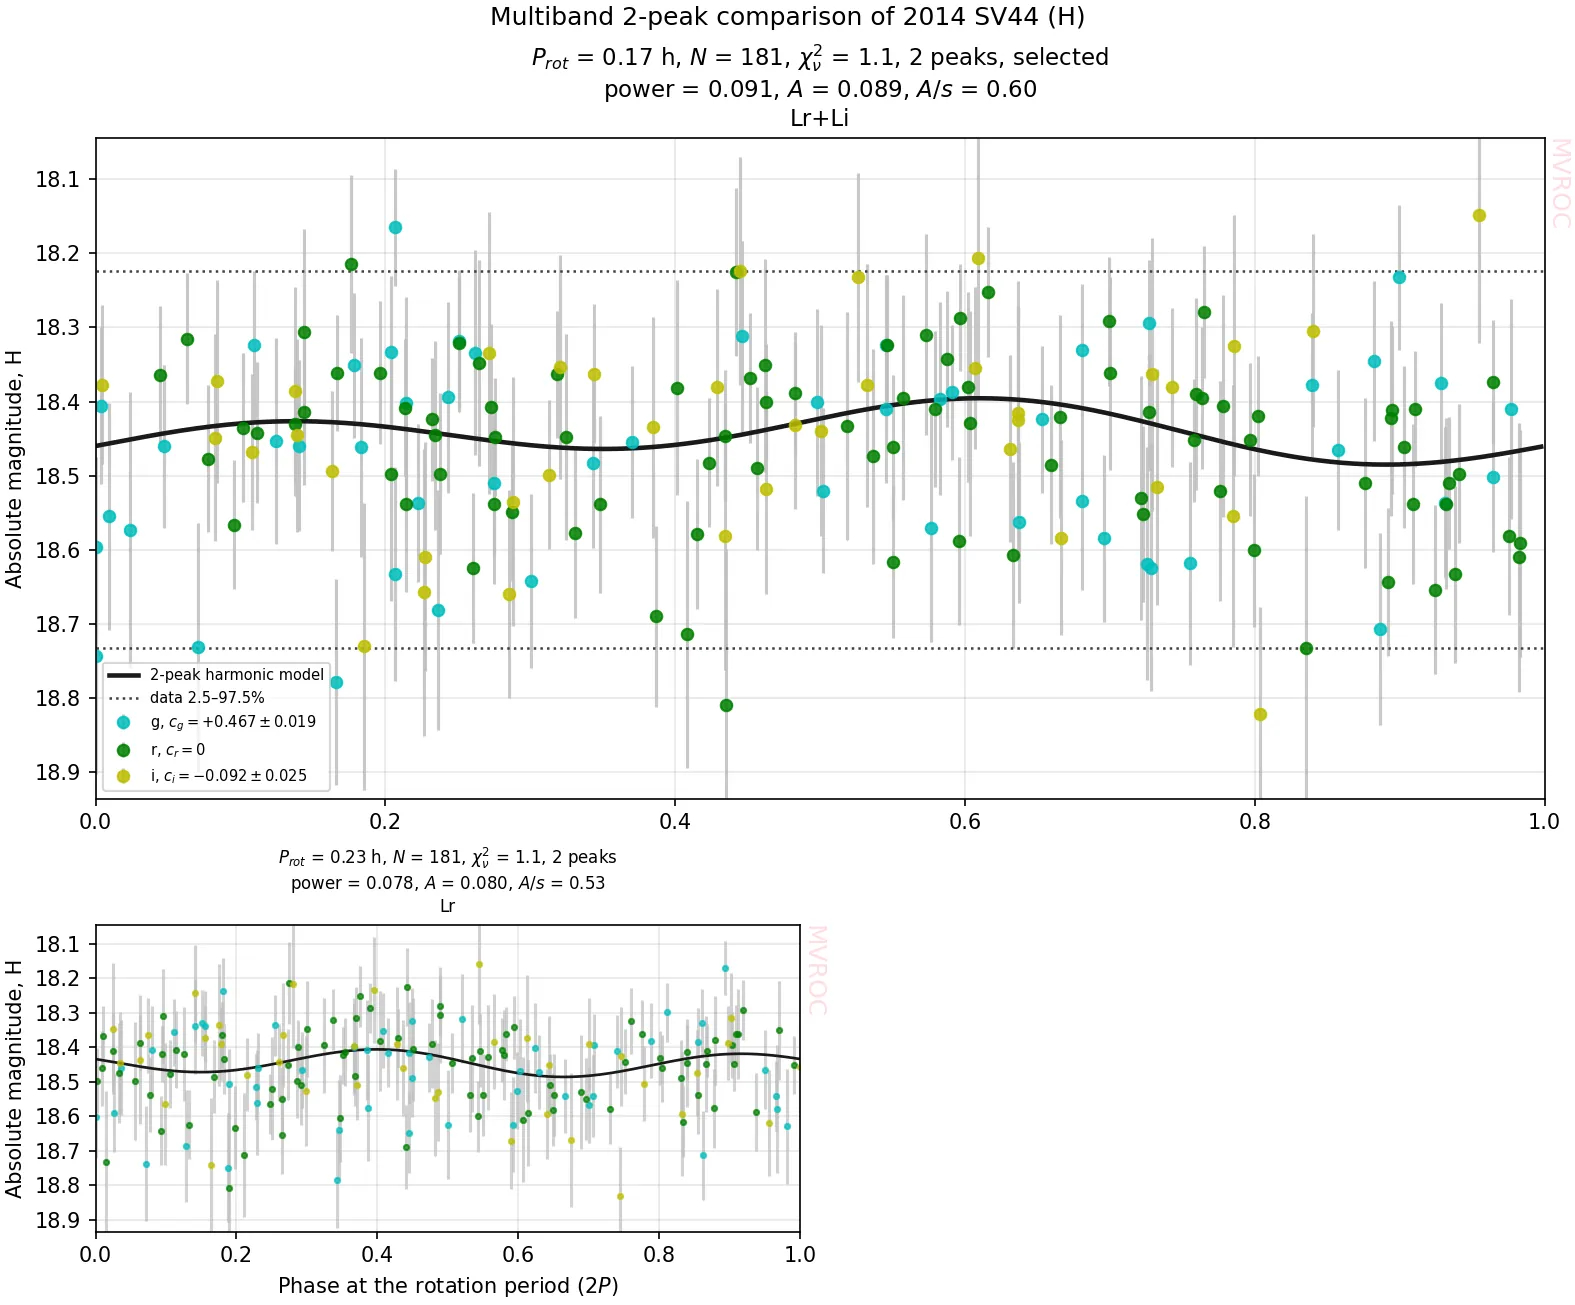 Multiband 2-peak comparison of 2014 SV44 (H)
P_rot = 0.17 h, N = 181, χ²_ν = 1.1, 2 peaks, selected
power = 0.091, A = 0.089, A/s = 0.60
Lr+Li
MVROC
Absolute magnitude, H
18.1
18.2
18.3
18.4
18.5
18.6
18.7
18.8
18.9
2-peak harmonic model
data 2.5–97.5%
g, c_g = +0.467 ± 0.019
r, c_r = 0
i, c_i = −0.092 ± 0.025
0.0 0.2 0.4 0.6 0.8 1.0
P_rot = 0.23 h, N = 181, χ²_ν = 1.1, 2 peaks
power = 0.078, A = 0.080, A/s = 0.53
Lr
MVROC
Absolute magnitude, H
18.1
18.2
18.3
18.4
18.5
18.6
18.7
18.8
18.9
0.0 0.2 0.4 0.6 0.8 1.0
Phase at the rotation period (2P)